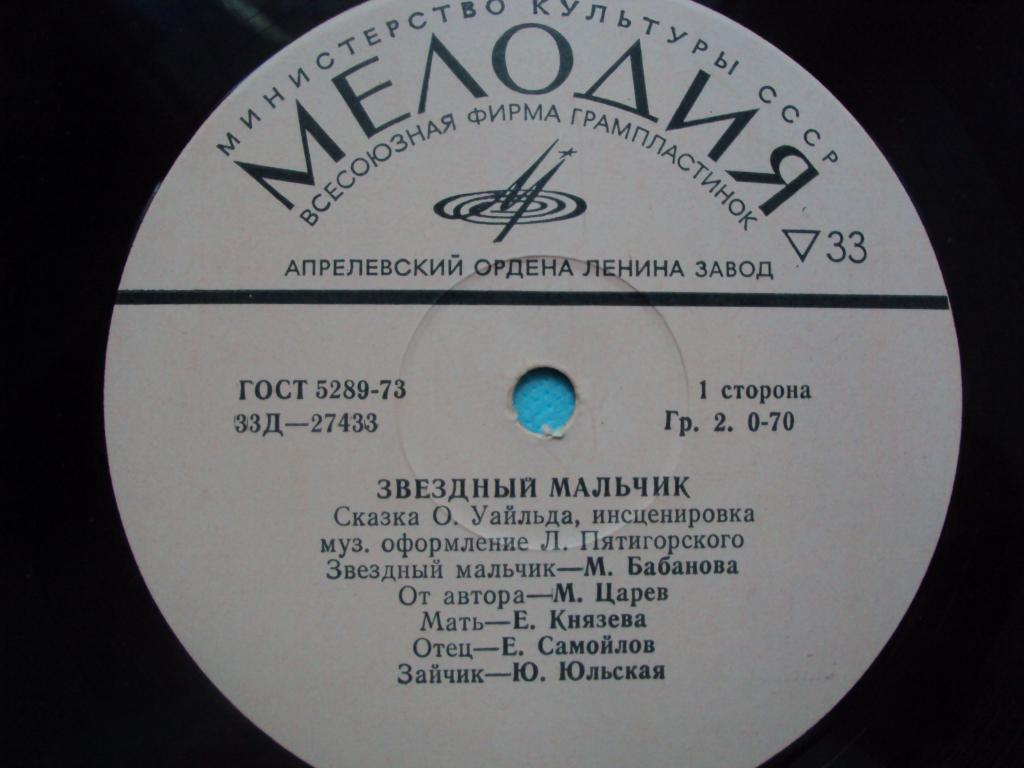 МИНИСТЕРСТВО КУЛЬТУРЫ СССР
МЕЛОДИЯ
ВСЕСОЮЗНАЯ ФИРМА ГРАМПЛАСТИНОК
33
АПРЕЛЕВСКИЙ ОРДЕНА ЛЕНИНА ЗАВОД
ГОСТ 5289-73
1 сторона
33Д—27433
Гр. 2. 0-70
ЗВЕЗДНЫЙ МАЛЬЧИК
Сказка О. Уайльда, инсценировка
муз. оформление Л. Пятигорского
Звездный мальчик—М. Бабанова
От автора—М. Царев
Мать—Е. Князева
Отец—Е. Самойлов
Зайчик—Ю. Юльская